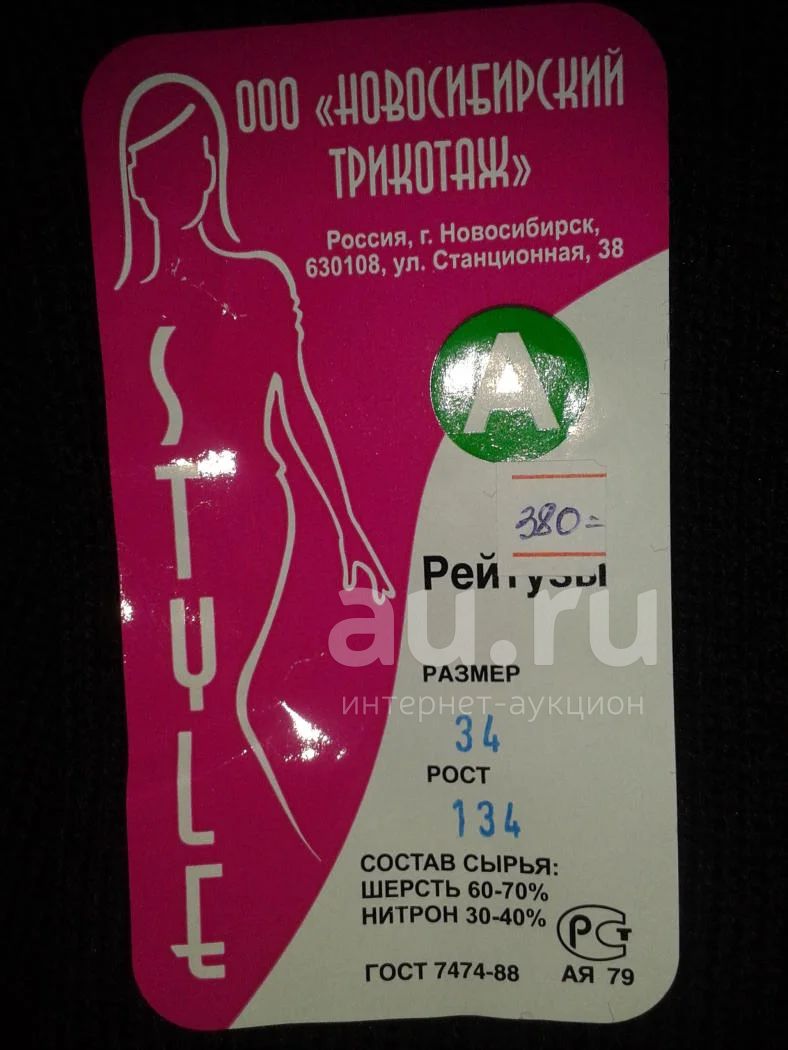 ООО «НОВОСИБИРСКИЙ
ТРИКОТАЖ»
Россия, г. Новосибирск,
630108, ул. Станционная, 38
STYLE
А
380=
Рейтузы
au.ru
интернет-аукцион
РАЗМЕР
34
РОСТ
134
СОСТАВ СЫРЬЯ:
ШЕРСТЬ 60-70%
НИТРОН 30-40%
РСТ
ГОСТ 7474-88
АЯ 79